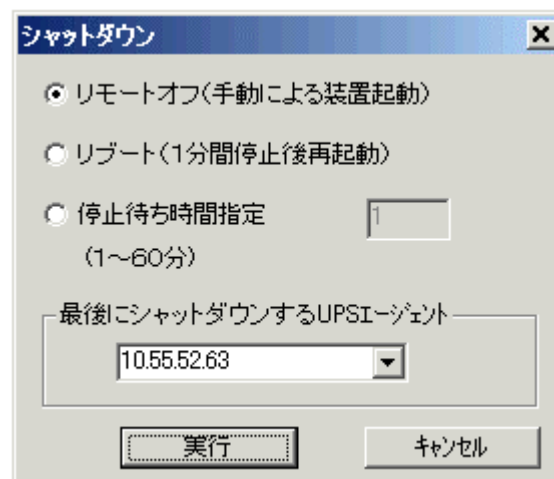 シャットダウン
リモートオフ(手動による装置起動)
リブート(1分間停止後再起動)
停止待ち時間指定 1
(1～60分)
最後にシャットダウンするUPSエージェント
10.55.52.63
実行 キャンセル